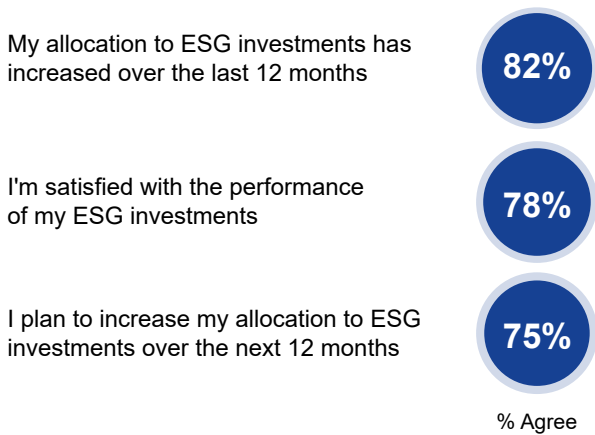 My allocation to ESG investments has
increased over the last 12 months
82%
I'm satisfied with the performance
of my ESG investments
78%
I plan to increase my allocation to ESG
investments over the next 12 months
75%
% Agree